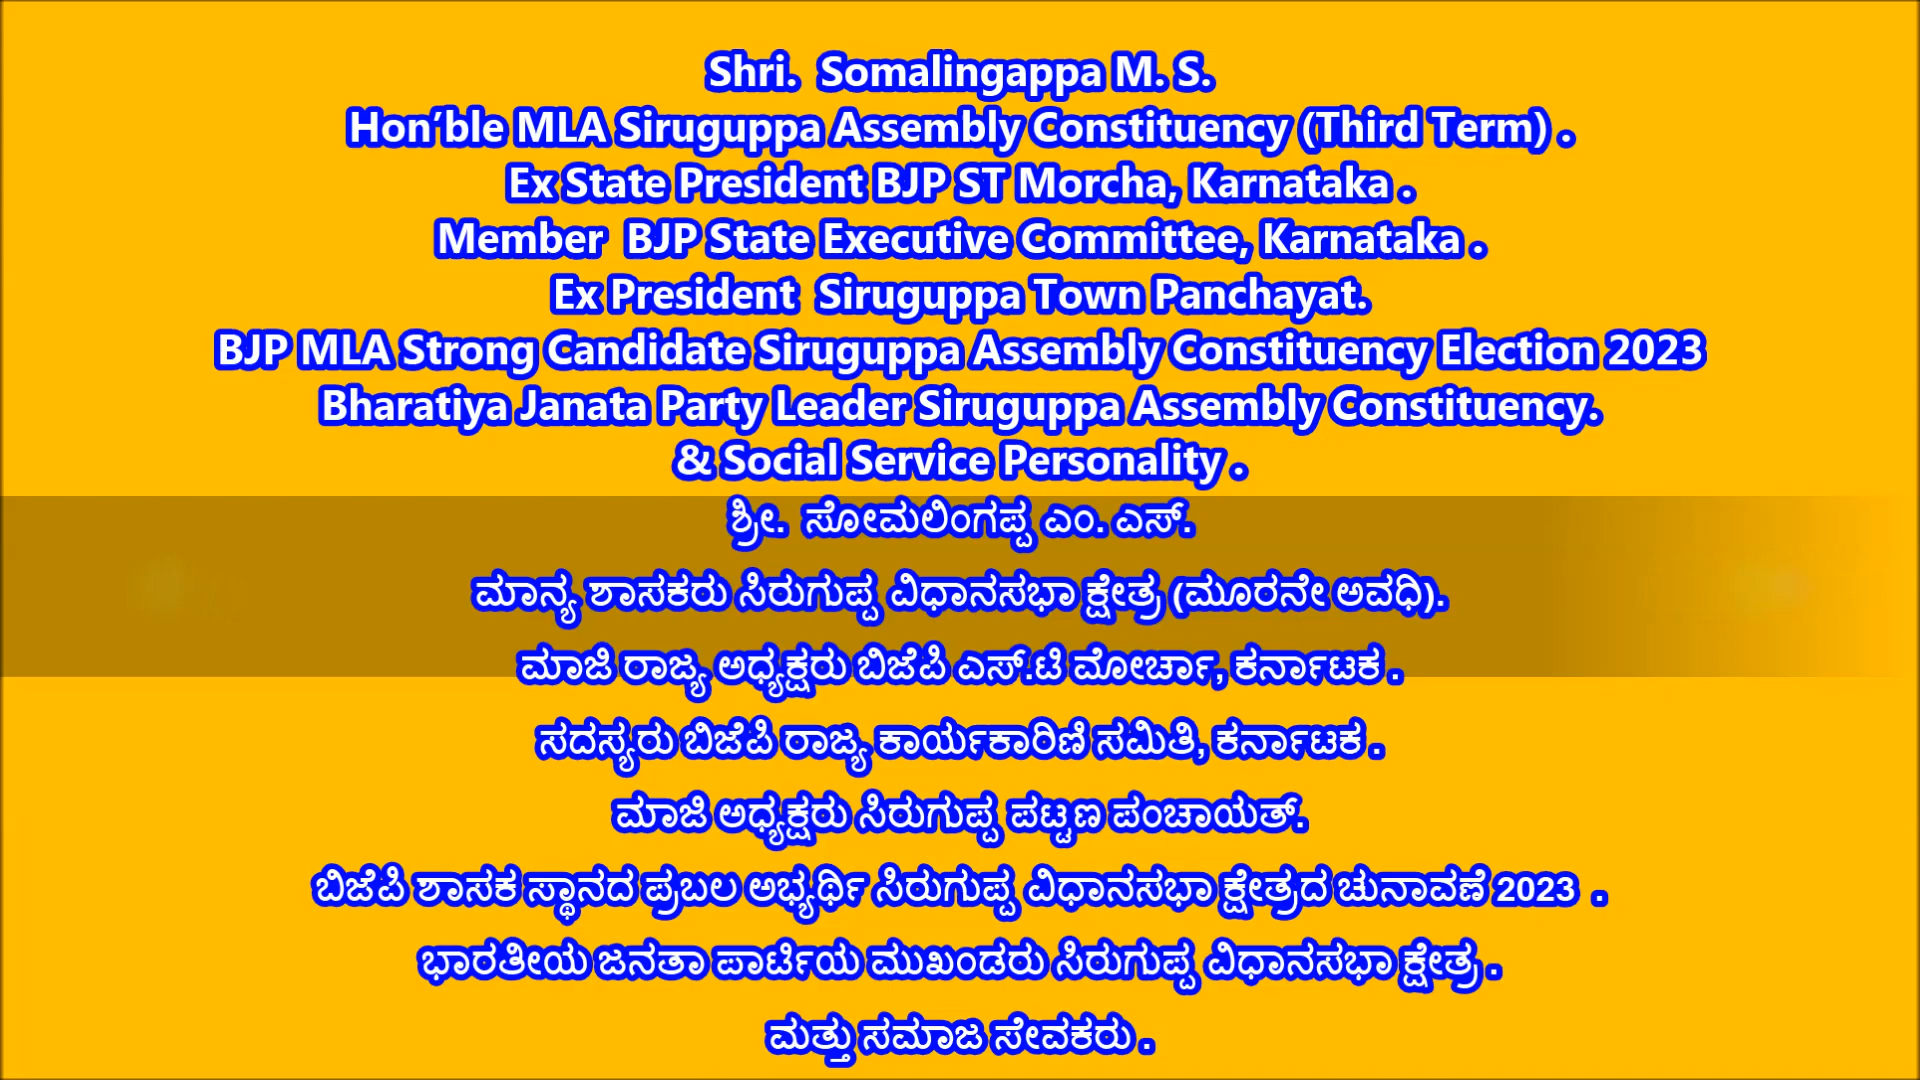 Shri.  Somalingappa M. S.
Hon’ble MLA Siruguppa Assembly Constituency (Third Term) .
Ex State President BJP ST Morcha, Karnataka .
Member  BJP State Executive Committee, Karnataka .
Ex President  Siruguppa Town Panchayat.
BJP MLA Strong Candidate Siruguppa Assembly Constituency Election 2023
Bharatiya Janata Party Leader Siruguppa Assembly Constituency.
& Social Service Personality .
ಶ್ರೀ.  ಸೋಮಲಿಂಗಪ್ಪ ಎಂ. ಎಸ್.
ಮಾನ್ಯ ಶಾಸಕರು ಸಿರುಗುಪ್ಪ ವಿಧಾನಸಭಾ ಕ್ಷೇತ್ರ (ಮೂರನೇ ಅವಧಿ).
ಮಾಜಿ ರಾಜ್ಯ ಅಧ್ಯಕ್ಷರು ಬಿಜೆಪಿ ಎಸ್.ಟಿ ಮೋರ್ಚಾ, ಕರ್ನಾಟಕ .
ಸದಸ್ಯರು ಬಿಜೆಪಿ ರಾಜ್ಯ ಕಾರ್ಯಕಾರಿಣಿ ಸಮಿತಿ, ಕರ್ನಾಟಕ .
ಮಾಜಿ ಅಧ್ಯಕ್ಷರು ಸಿರುಗುಪ್ಪ ಪಟ್ಟಣ ಪಂಚಾಯತ್.
ಬಿಜೆಪಿ ಶಾಸಕ ಸ್ಥಾನದ ಪ್ರಬಲ ಅಭ್ಯರ್ಥಿ ಸಿರುಗುಪ್ಪ ವಿಧಾನಸಭಾ ಕ್ಷೇತ್ರದ ಚುನಾವಣೆ 2023  .
ಭಾರತೀಯ ಜನತಾ ಪಾರ್ಟಿಯ ಮುಖಂಡರು ಸಿರುಗುಪ್ಪ ವಿಧಾನಸಭಾ ಕ್ಷೇತ್ರ .
ಮತ್ತು ಸಮಾಜ ಸೇವಕರು .